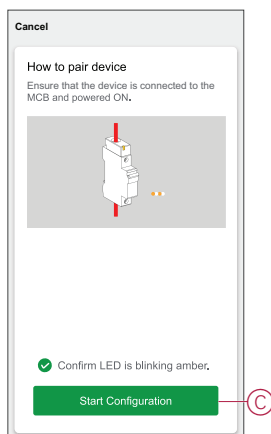 Cancel
How to pair device
Ensure that the device is connected to the
MCB and powered ON.
Confirm LED is blinking amber.
Start Configuration
C